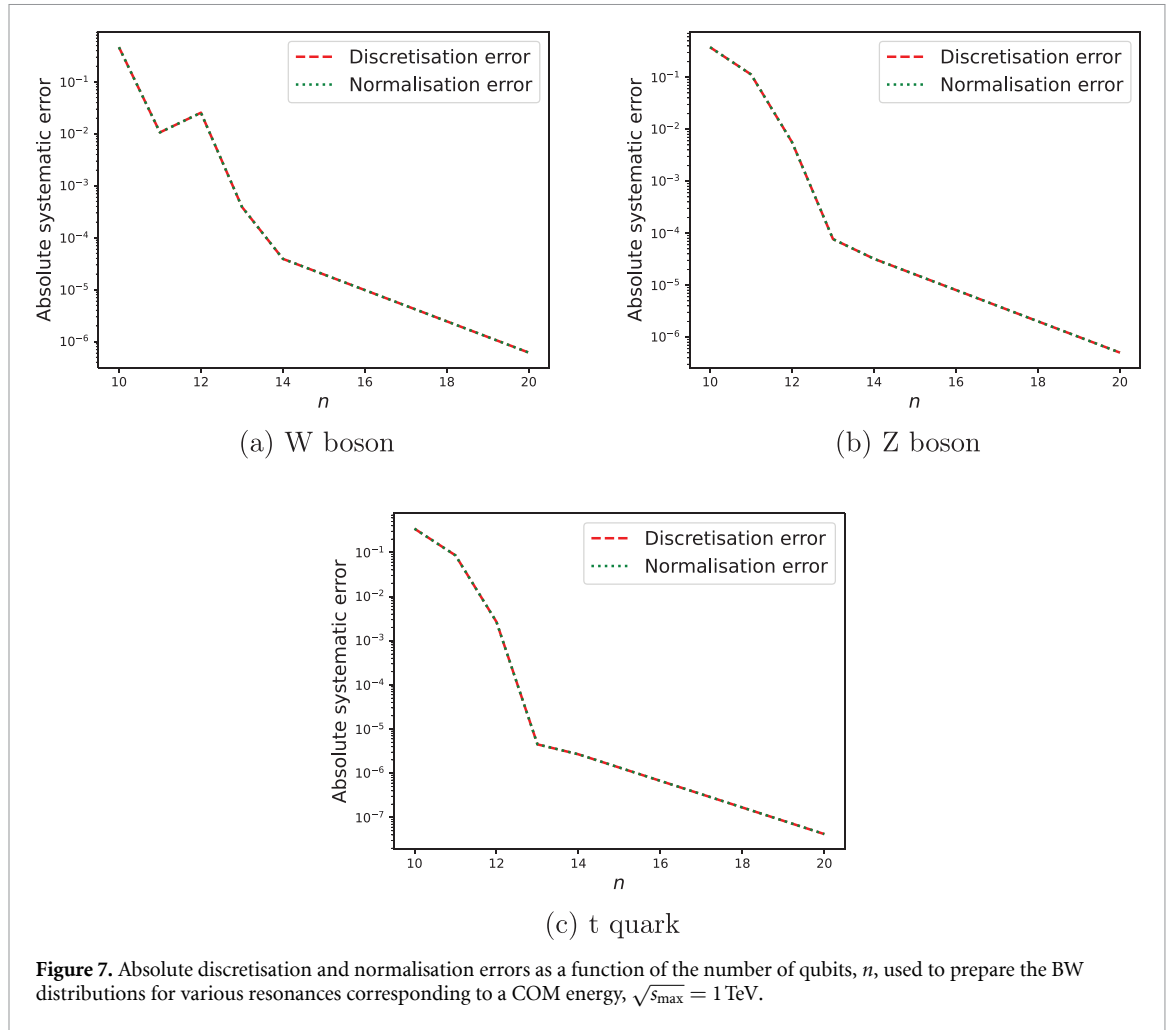 Absolute systematic error
10⁻¹
10⁻²
10⁻³
10⁻⁴
10⁻⁵
10⁻⁶
Discretisation error
Normalisation error
10 12 14 16 18 20
n
(a) W boson
Absolute systematic error
10⁻¹
10⁻²
10⁻³
10⁻⁴
10⁻⁵
10⁻⁶
Discretisation error
Normalisation error
10 12 14 16 18 20
n
(b) Z boson
Absolute systematic error
10⁻¹
10⁻²
10⁻³
10⁻⁴
10⁻⁵
10⁻⁶
10⁻⁷
Discretisation error
Normalisation error
10 12 14 16 18 20
n
(c) t quark
Figure 7. Absolute discretisation and normalisation errors as a function of the number of qubits, n, used to prepare the BW
distributions for various resonances corresponding to a COM energy, √s_max = 1 TeV.